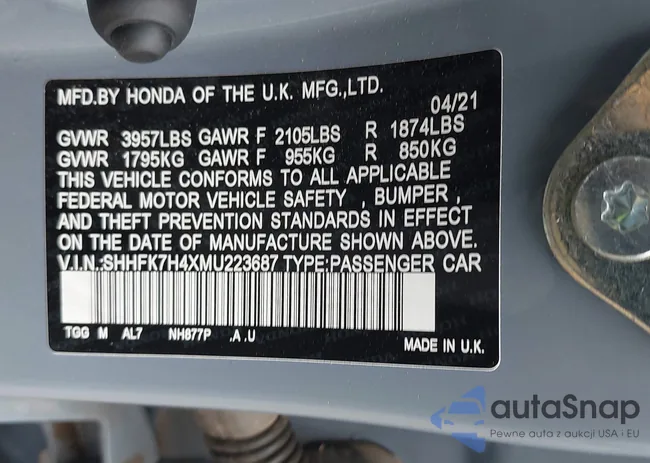 MFD.BY HONDA OF THE U.K. MFG.,LTD.
04/21
GVWR 3957LBS GAWR F 2105LBS R 1874LBS
GVWR 1795KG GAWR F 955KG R 850KG
THIS VEHICLE CONFORMS TO ALL APPLICABLE
FEDERAL MOTOR VEHICLE SAFETY , BUMPER ,
AND THEFT PREVENTION STANDARDS IN EFFECT
ON THE DATE OF MANUFACTURE SHOWN ABOVE.
V.I.N.:SHHFK7H4XMU223687 TYPE:PASSENGER CAR
TGG M AL7 NH877P .A .U
MADE IN U.K.
autaSnap
Pewne auta z aukcji USA i EU